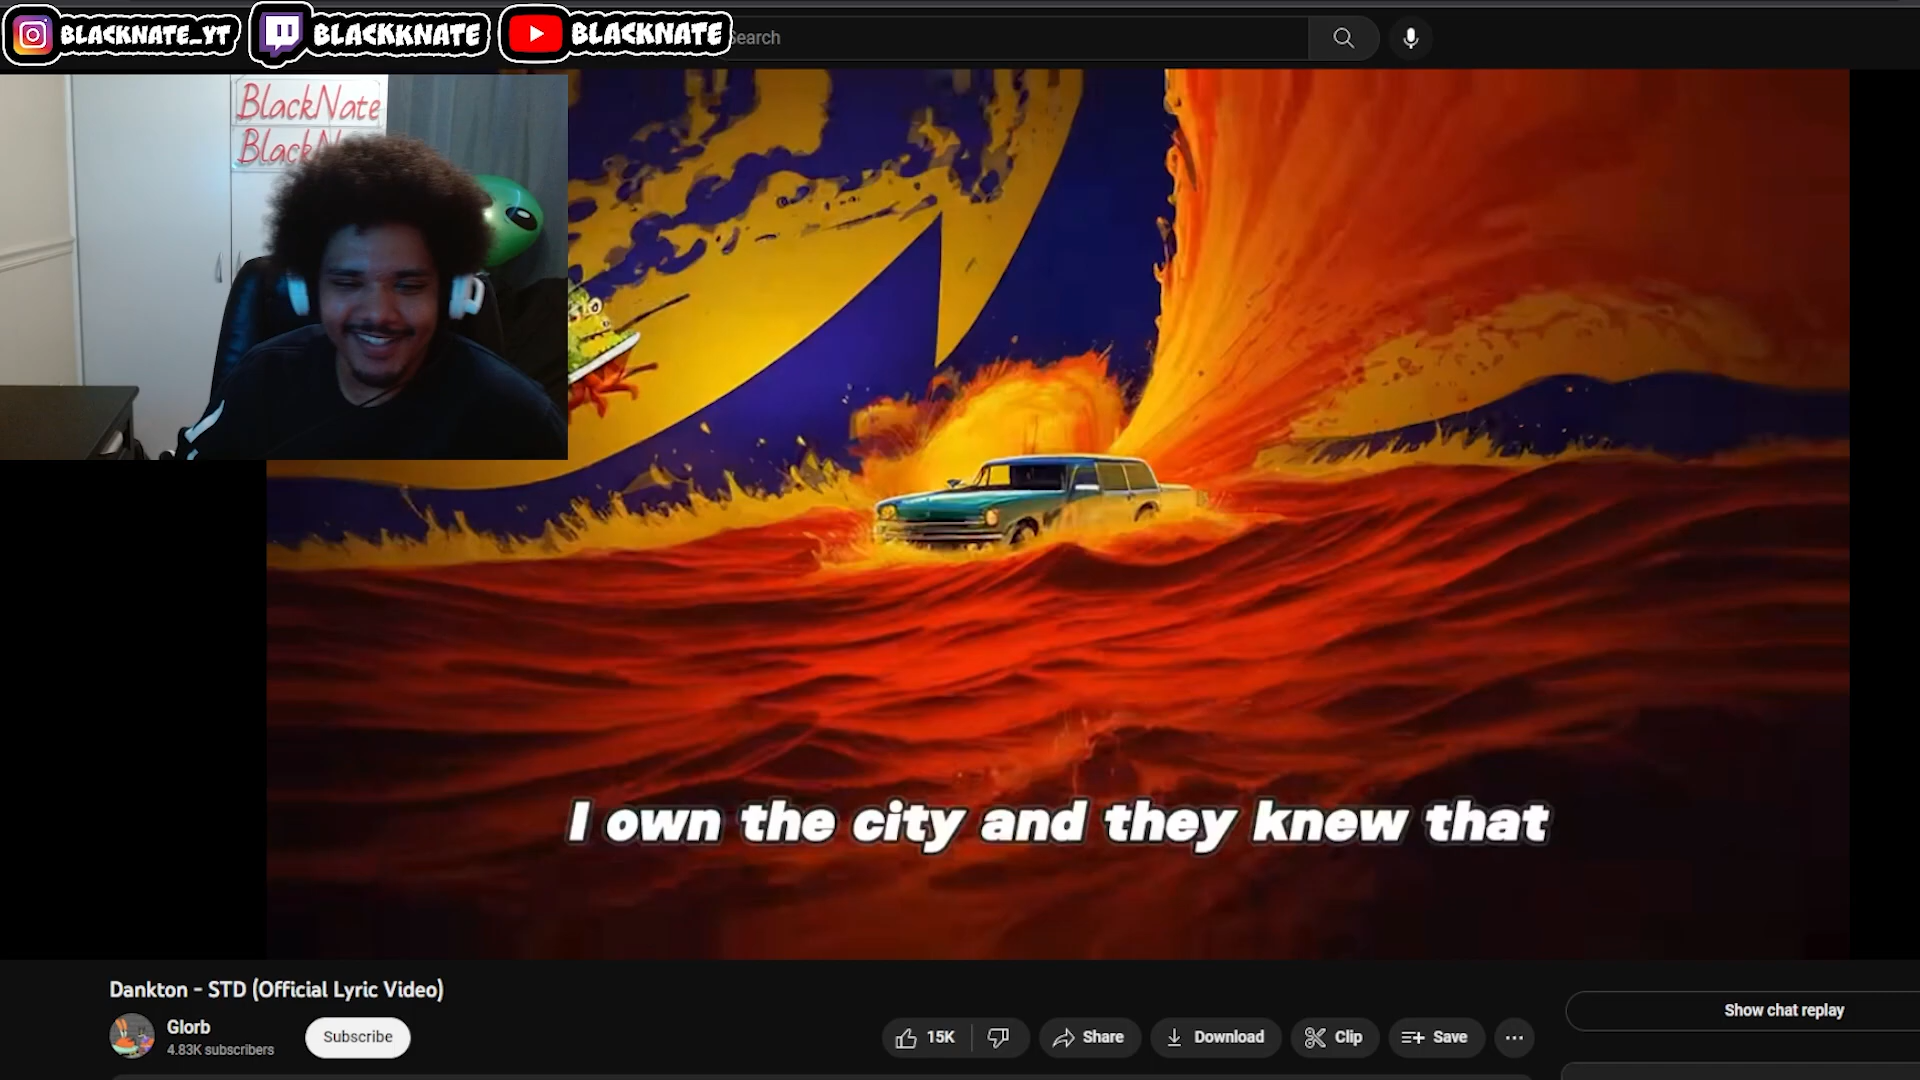 BLACKNATE_YT BLACKKNATE BLACKNATE Search
BlackNate
BlackN
I own the city and they knew that
Dankton - STD (Official Lyric Video)
Glorb
4.83K subscribers
Subscribe
15K Share Download Clip Save
Show chat replay